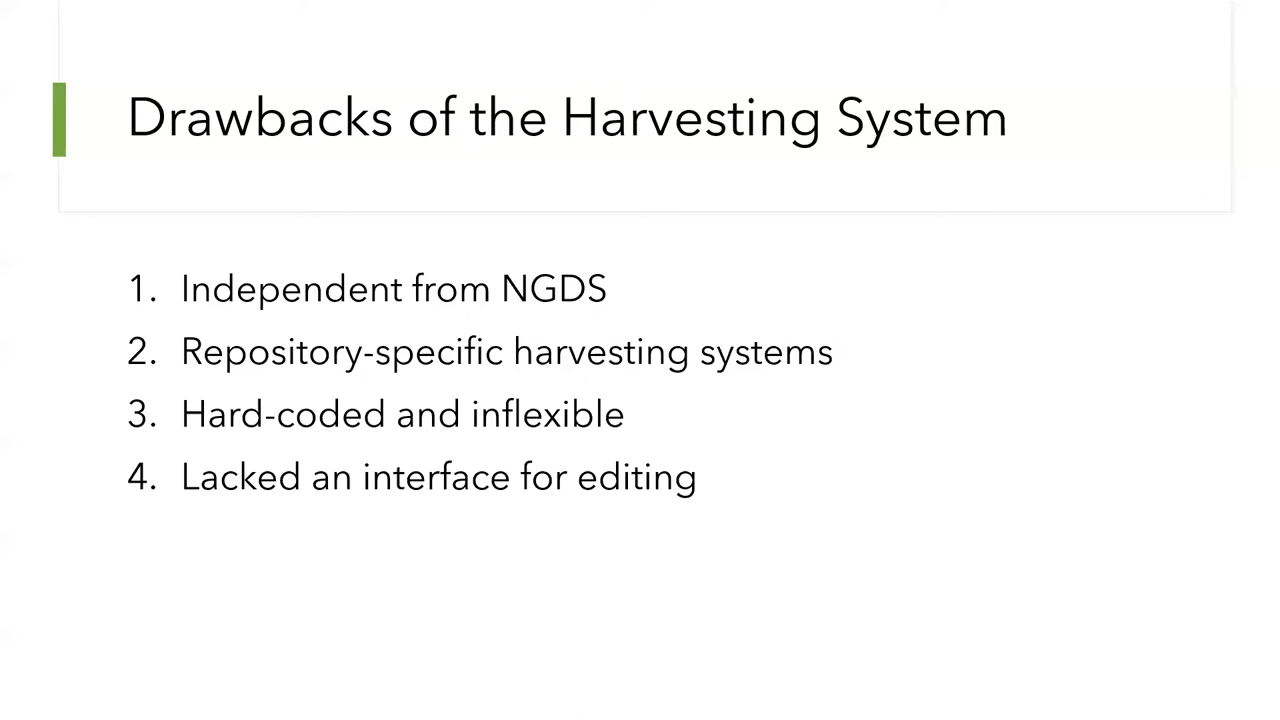 Drawbacks of the Harvesting System
1. Independent from NGDS
2. Repository-specific harvesting systems
3. Hard-coded and inflexible
4. Lacked an interface for editing